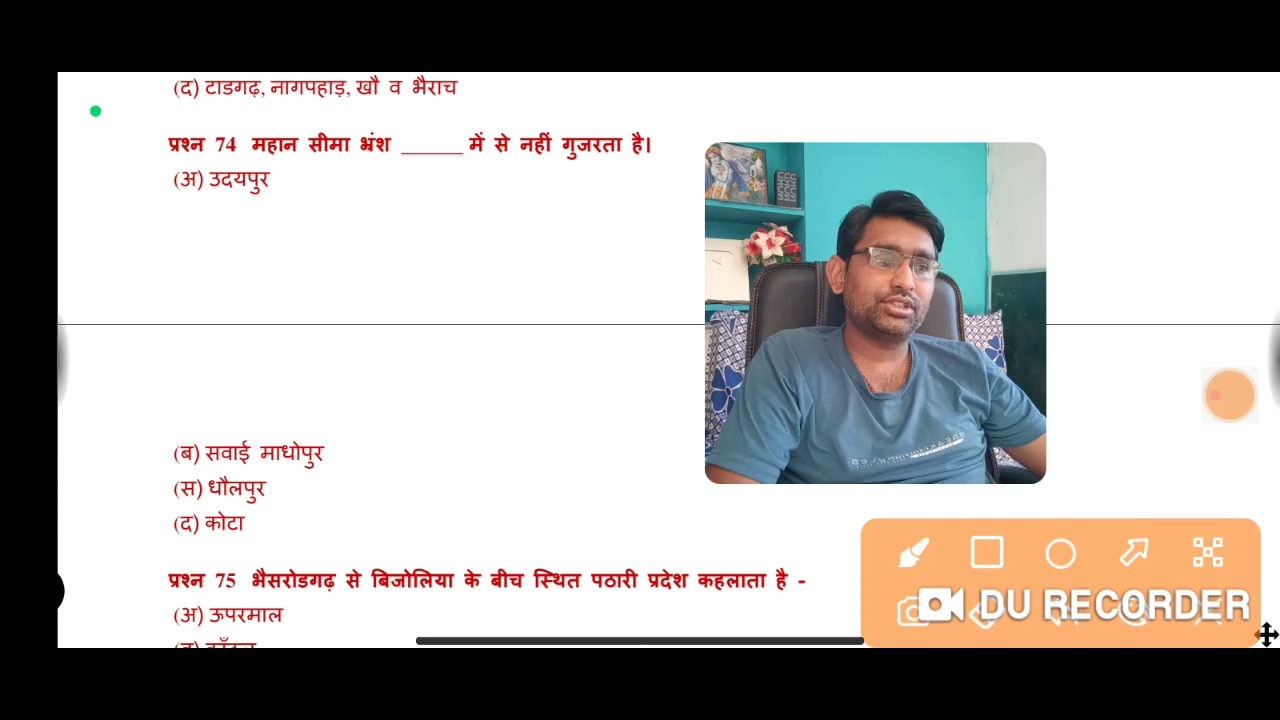 (द) टाडगढ़, नागपहाड़, खौ व भैराच
प्रश्न 74 महान सीमा भ्रंश ______ में से नहीं गुजरता है।
(अ) उदयपुर
(ब) सवाई माधोपुर
(स) धौलपुर
(द) कोटा
प्रश्न 75 भैसरोडगढ़ से बिजोलिया के बीच स्थित पठारी प्रदेश कहलाता है -
(अ) ऊपरमाल
DU RECORDER